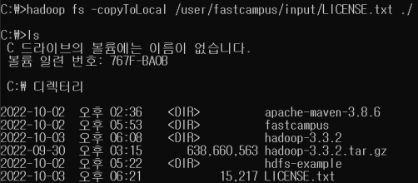 C:₩>hadoop fs -copyToLocal /user/fastcampus/input/LICENSE.txt ./
C:₩>ls
C 드라이브의 볼륨에는 이름이 없습니다.
볼륨 일련 번호: 767F-BA0B
C:₩ 디렉터리
2022-10-02 오후 02:36 <DIR> apache-maven-3.8.6
2022-10-02 오후 05:53 <DIR> fastcampus
2022-10-03 오후 06:08 <DIR> hadoop-3.3.2
2022-09-30 오후 03:15 638,660,563 hadoop-3.3.2.tar.gz
2022-10-02 오후 05:22 <DIR> hdfs-example
2022-10-03 오후 06:21 15,217 LICENSE.txt